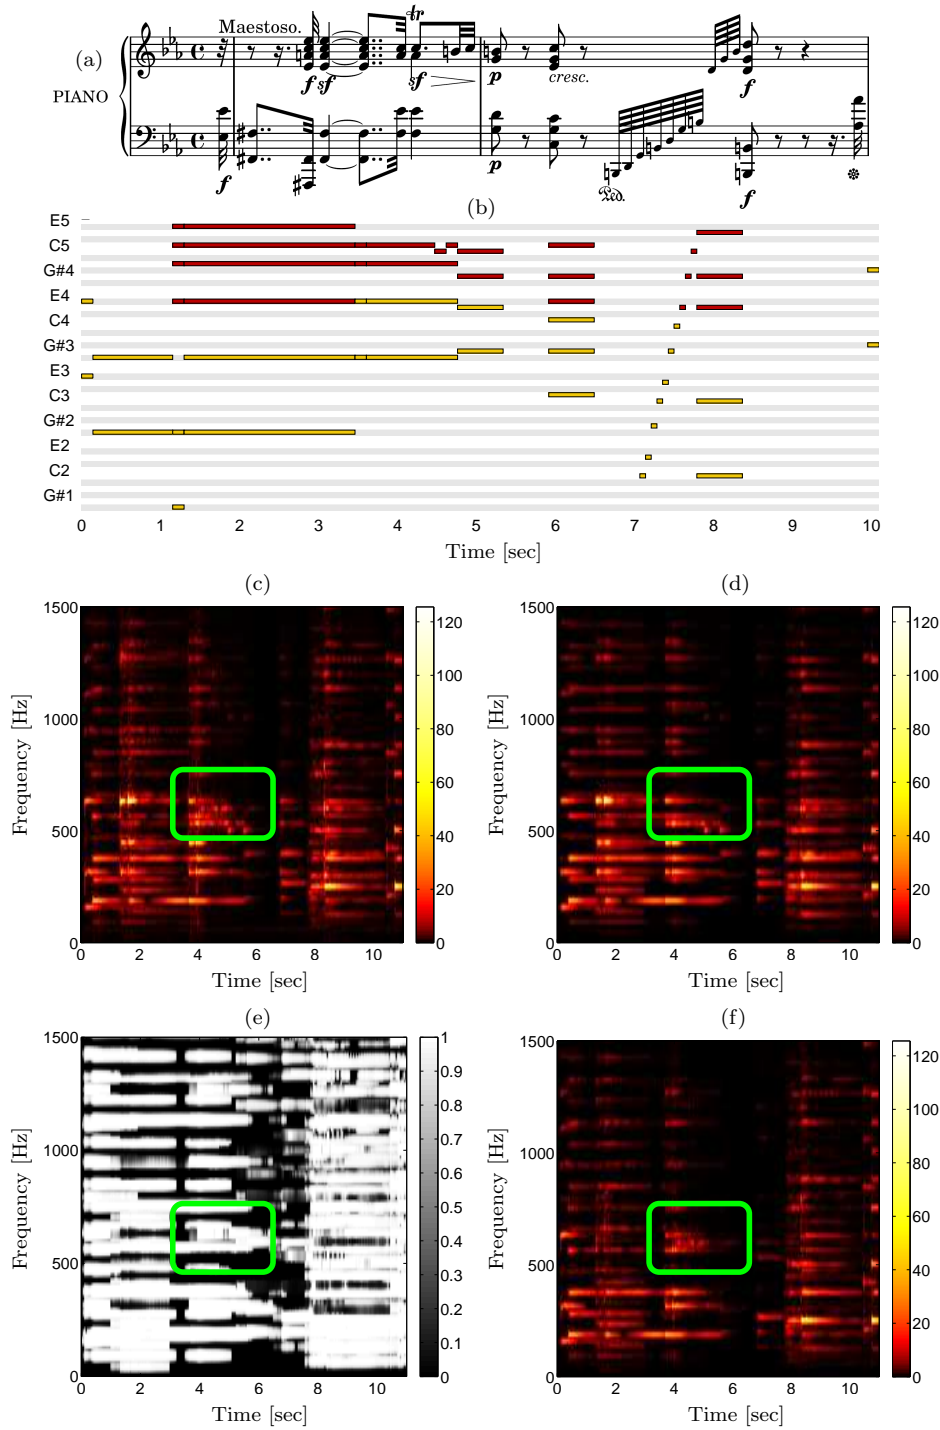 Maestoso.
tr
(a)
PIANO
f sf sf p cresc. f
f p Ped. f
(b)
E5
C5
G#4
E4
C4
G#3
E3
C3
G#2
E2
C2
G#1
0 1 2 3 4 5 6 7 8 9 10
Time [sec]
(c) (d)
1500 1500
1000 1000
500 500
0 0
120 120
100 100
80 80
60 60
40 40
20 20
0 0
Frequency [Hz] Frequency [Hz]
0 2 4 6 8 10 0 2 4 6 8 10
Time [sec] Time [sec]
(e) (f)
1500 1500
1000 1000
500 500
0 0
1 120
0.9 100
0.8 80
0.7 60
0.6 40
0.5 20
0.4 0
0.3
0.2
0.1
0
Frequency [Hz] Frequency [Hz]
0 2 4 6 8 10 0 2 4 6 8 10
Time [sec] Time [sec]